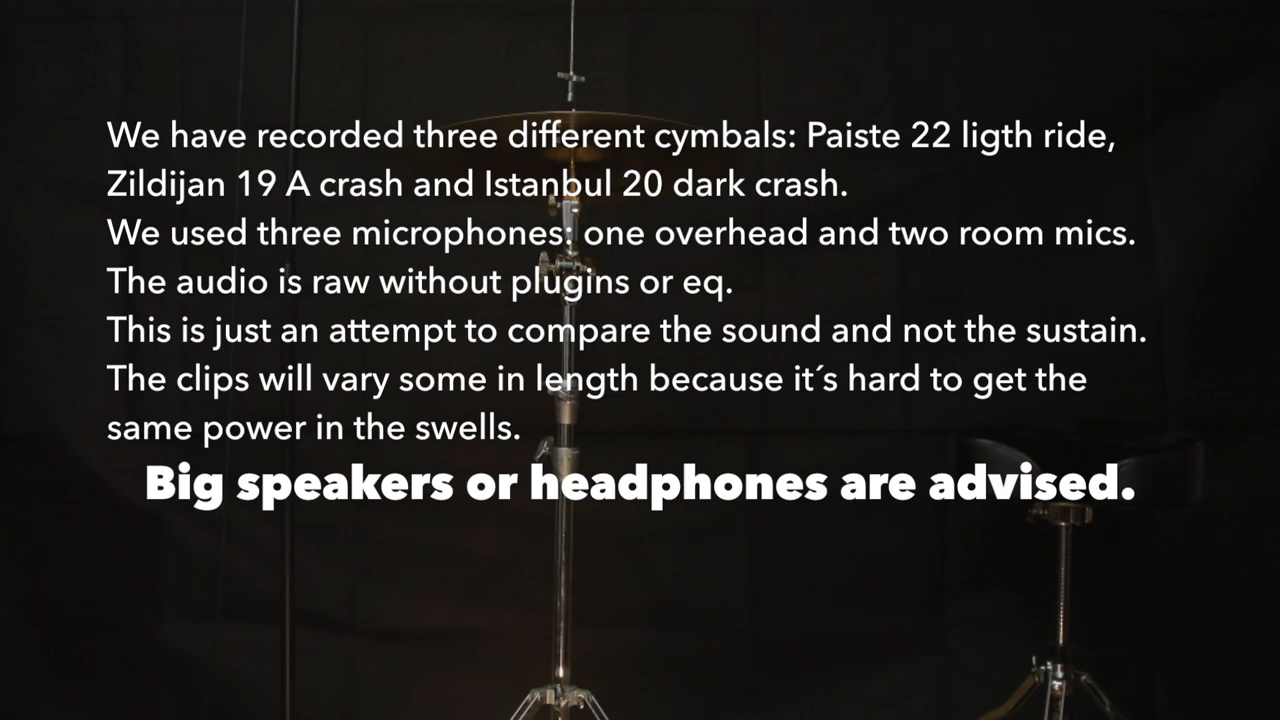 We have recorded three different cymbals: Paiste 22 ligth ride,
Zildijan 19 A crash and Istanbul 20 dark crash.
We used three microphones: one overhead and two room mics.
The audio is raw without plugins or eq.
This is just an attempt to compare the sound and not the sustain.
The clips will vary some in length because it´s hard to get the
same power in the swells.
Big speakers or headphones are advised.